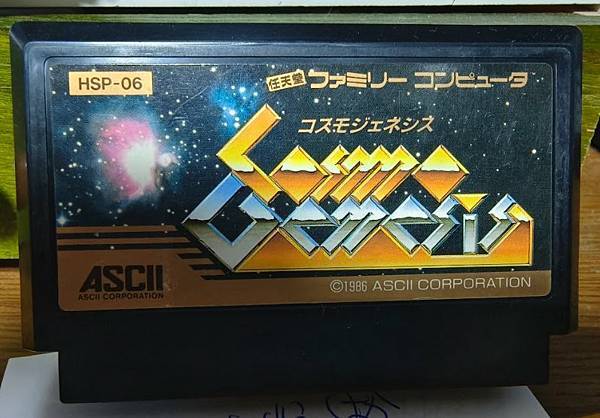 HSP-06
任天堂 ファミリー コンピュータ
コスモジェネシス
Cosmo
Genesis
ASCII
ASCII CORPORATION
©1986 ASCII CORPORATION